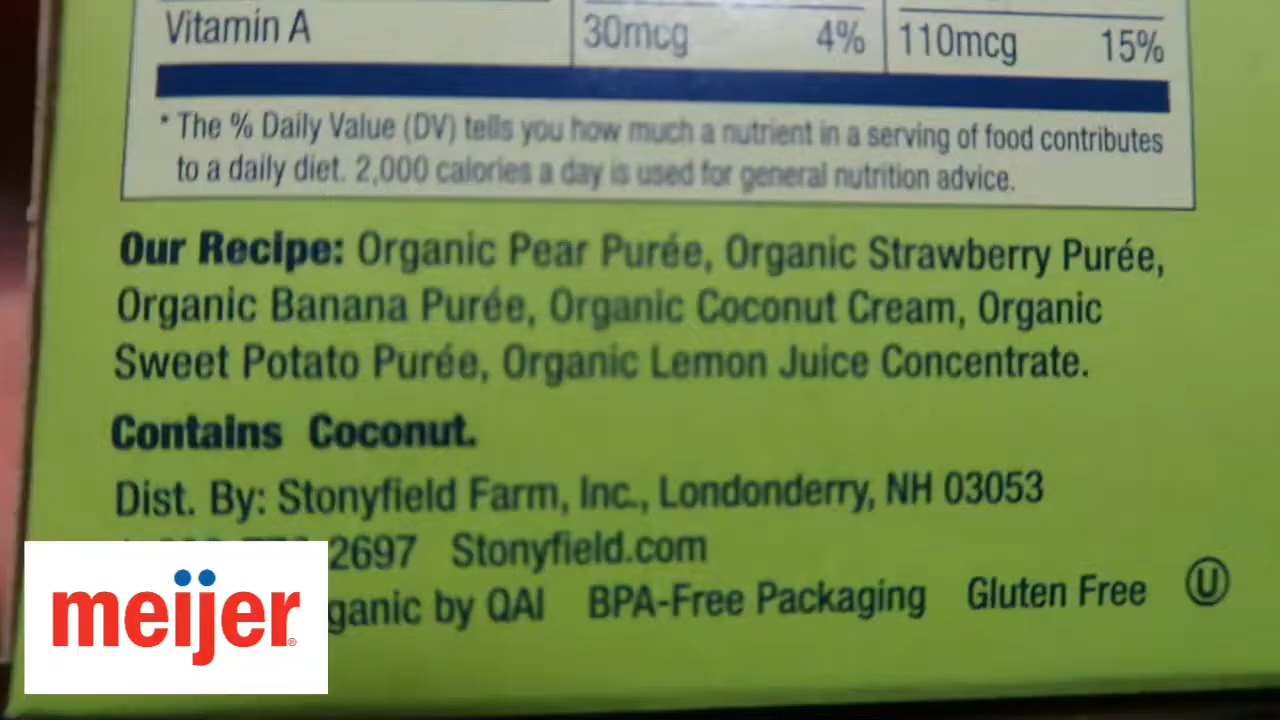 Vitamin A 30mcg 4% 110mcg 15%
* The % Daily Value (DV) tells you how much a nutrient in a serving of food contributes
to a daily diet. 2,000 calories a day is used for general nutrition advice.
Our Recipe: Organic Pear Purée, Organic Strawberry Purée,
Organic Banana Purée, Organic Coconut Cream, Organic
Sweet Potato Purée, Organic Lemon Juice Concentrate.
Contains Coconut.
Dist. By: Stonyfield Farm, Inc., Londonderry, NH 03053
2697 Stonyfield.com
ganic by QAI BPA-Free Packaging Gluten Free U
meijer®